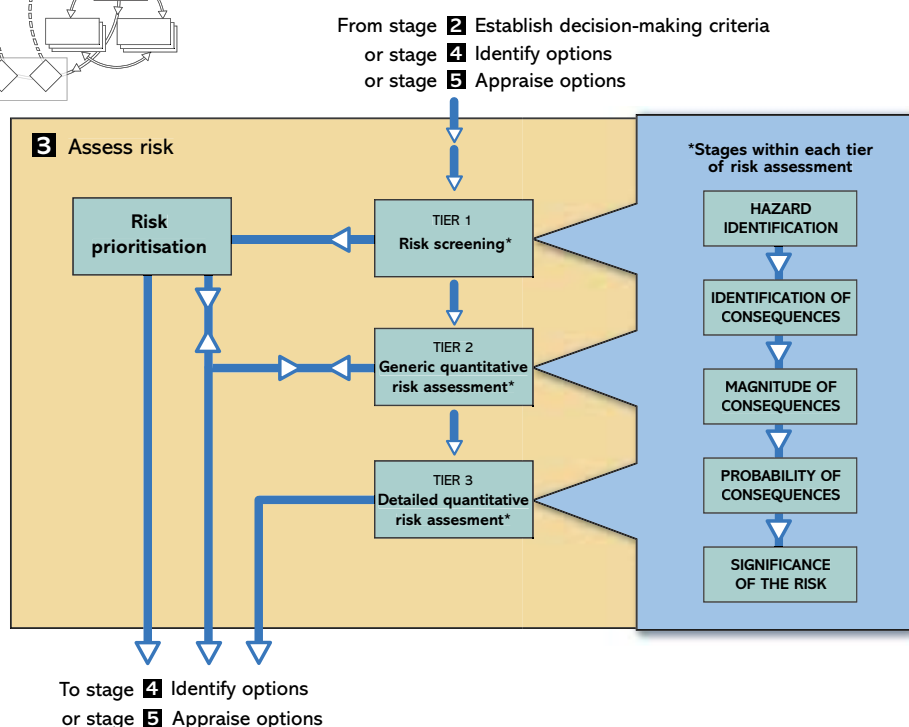 From stage 2 Establish decision-making criteria
or stage 4 Identify options
or stage 5 Appraise options
3 Assess risk
Risk
prioritisation
TIER 1
Risk screening*
TIER 2
Generic quantitative
risk assessment*
TIER 3
Detailed quantitative
risk assesment*
*Stages within each tier
of risk assessment
HAZARD
IDENTIFICATION
IDENTIFICATION OF
CONSEQUENCES
MAGNITUDE OF
CONSEQUENCES
PROBABILITY OF
CONSEQUENCES
SIGNIFICANCE
OF THE RISK
To stage 4 Identify options
or stage 5 Appraise options